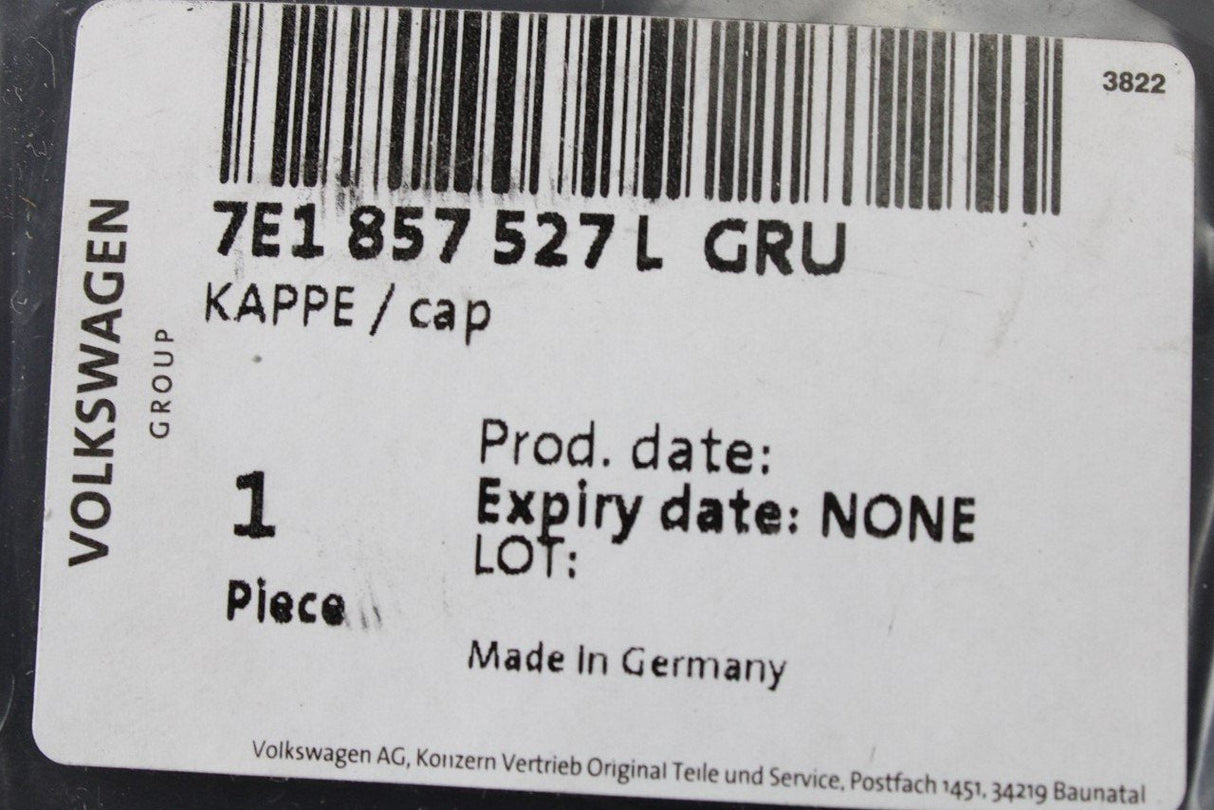 3822
7E1 857 527 L GRU
KAPPE / cap
VOLKSWAGEN
GROUP
1
Piece
Prod. date:
Expiry date: NONE
LOT:
Made In Germany
Volkswagen AG, Konzern Vertrieb Original Teile und Service, Postfach 1451, 34219 Baunatal